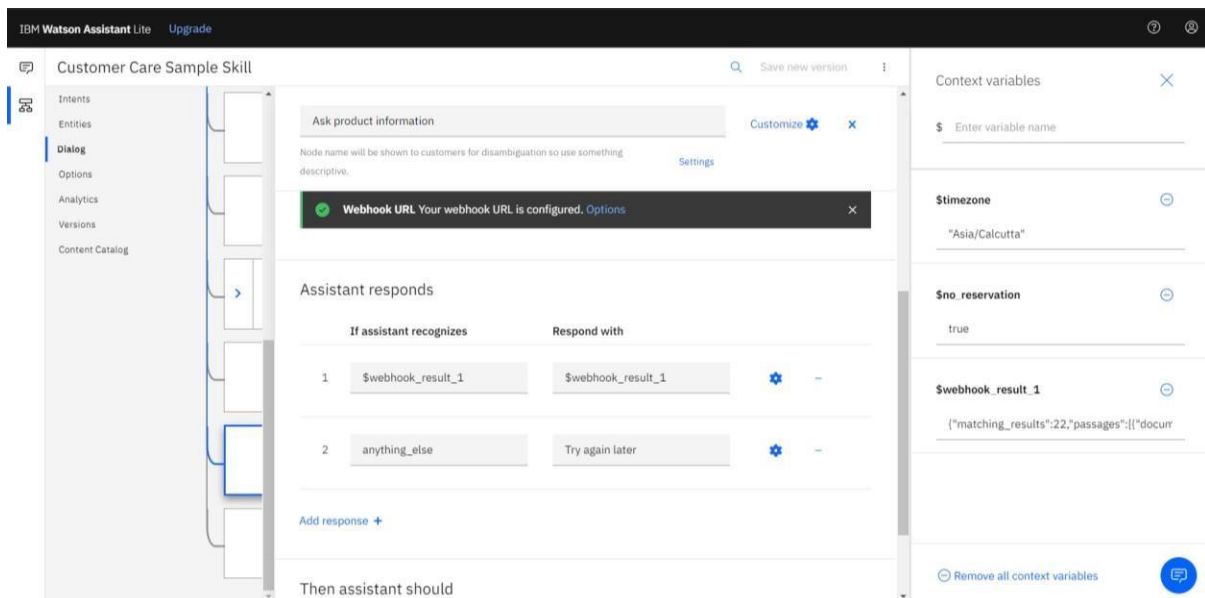 IBM Watson Assistant Lite Upgrade
Customer Care Sample Skill
Save new version
Intents
Entities
Dialog
Options
Analytics
Versions
Content Catalog
Ask product information
Customize
Node name will be shown to customers for disambiguation so use something
descriptive.
Settings
Webhook URL Your webhook URL is configured. Options
Assistant responds
If assistant recognizes Respond with
1 $webhook_result_1 $webhook_result_1
2 anything_else Try again later
Add response +
Then assistant should
Context variables
$ Enter variable name
$timezone
"Asia/Calcutta"
$no_reservation
true
$webhook_result_1
{"matching_results":22,"passages":[{"docum
Remove all context variables